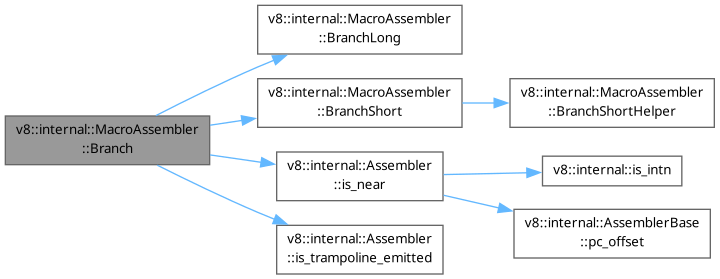 v8::internal::MacroAssembler
::Branch
v8::internal::MacroAssembler
::BranchLong
v8::internal::MacroAssembler
::BranchShort
v8::internal::MacroAssembler
::BranchShortHelper
v8::internal::Assembler
::is_near
v8::internal::is_intn
v8::internal::AssemblerBase
::pc_offset
v8::internal::Assembler
::is_trampoline_emitted